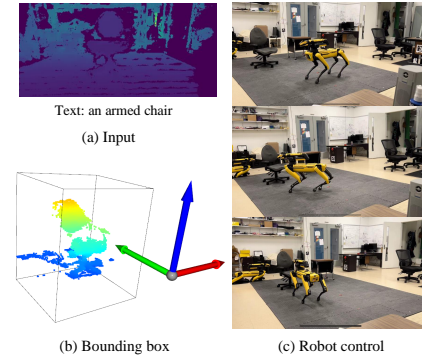 Text: an armed chair
(a) Input
(b) Bounding box
(c) Robot control